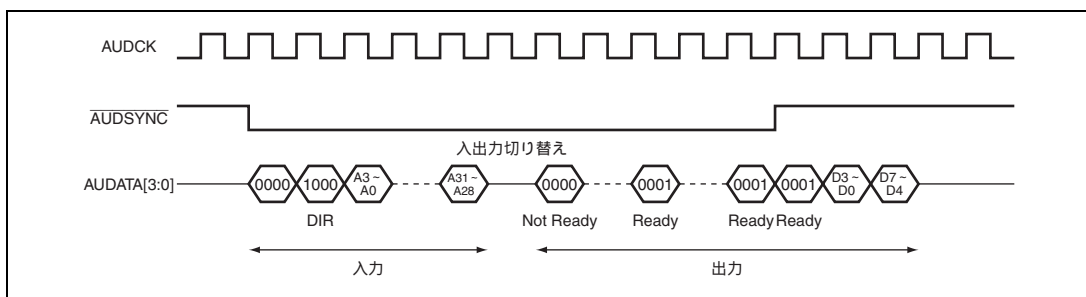 AUDCK
AUDSYNC
入出力切り替え
AUDATA[3:0]
0000
1000
A3~
A0
A31~
A28
0000
0001
0001
0001
D3~
D0
D7~
D4
DIR
Not Ready
Ready
Ready
Ready
入力
出力